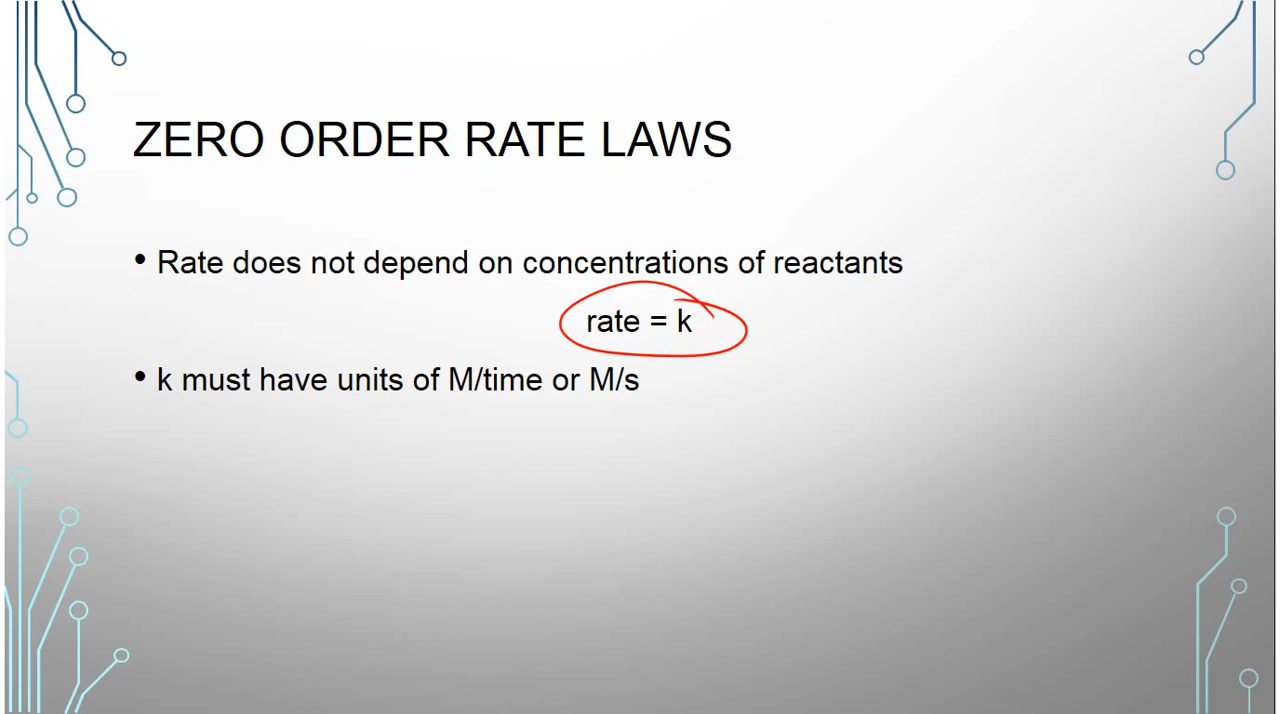 ZERO ORDER RATE LAWS
• Rate does not depend on concentrations of reactants
rate = k
• k must have units of M/time or M/s